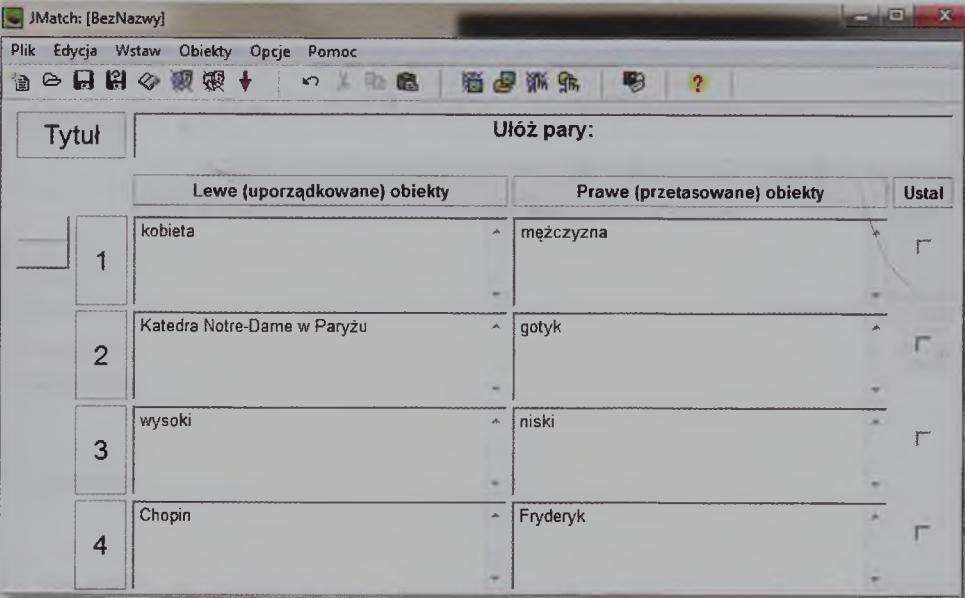 JMatch: [BezNazwy]
Plik Edycja Wstaw Obiekty Opcje Pomoc
?
Tytuł
Ułóż pary:
Lewe (uporządkowane) obiekty Prawe (przetasowane) obiekty Ustal
1 kobieta mężczyzna
2 Katedra Notre-Dame w Paryżu gotyk
3 wysoki niski
4 Chopin Fryderyk